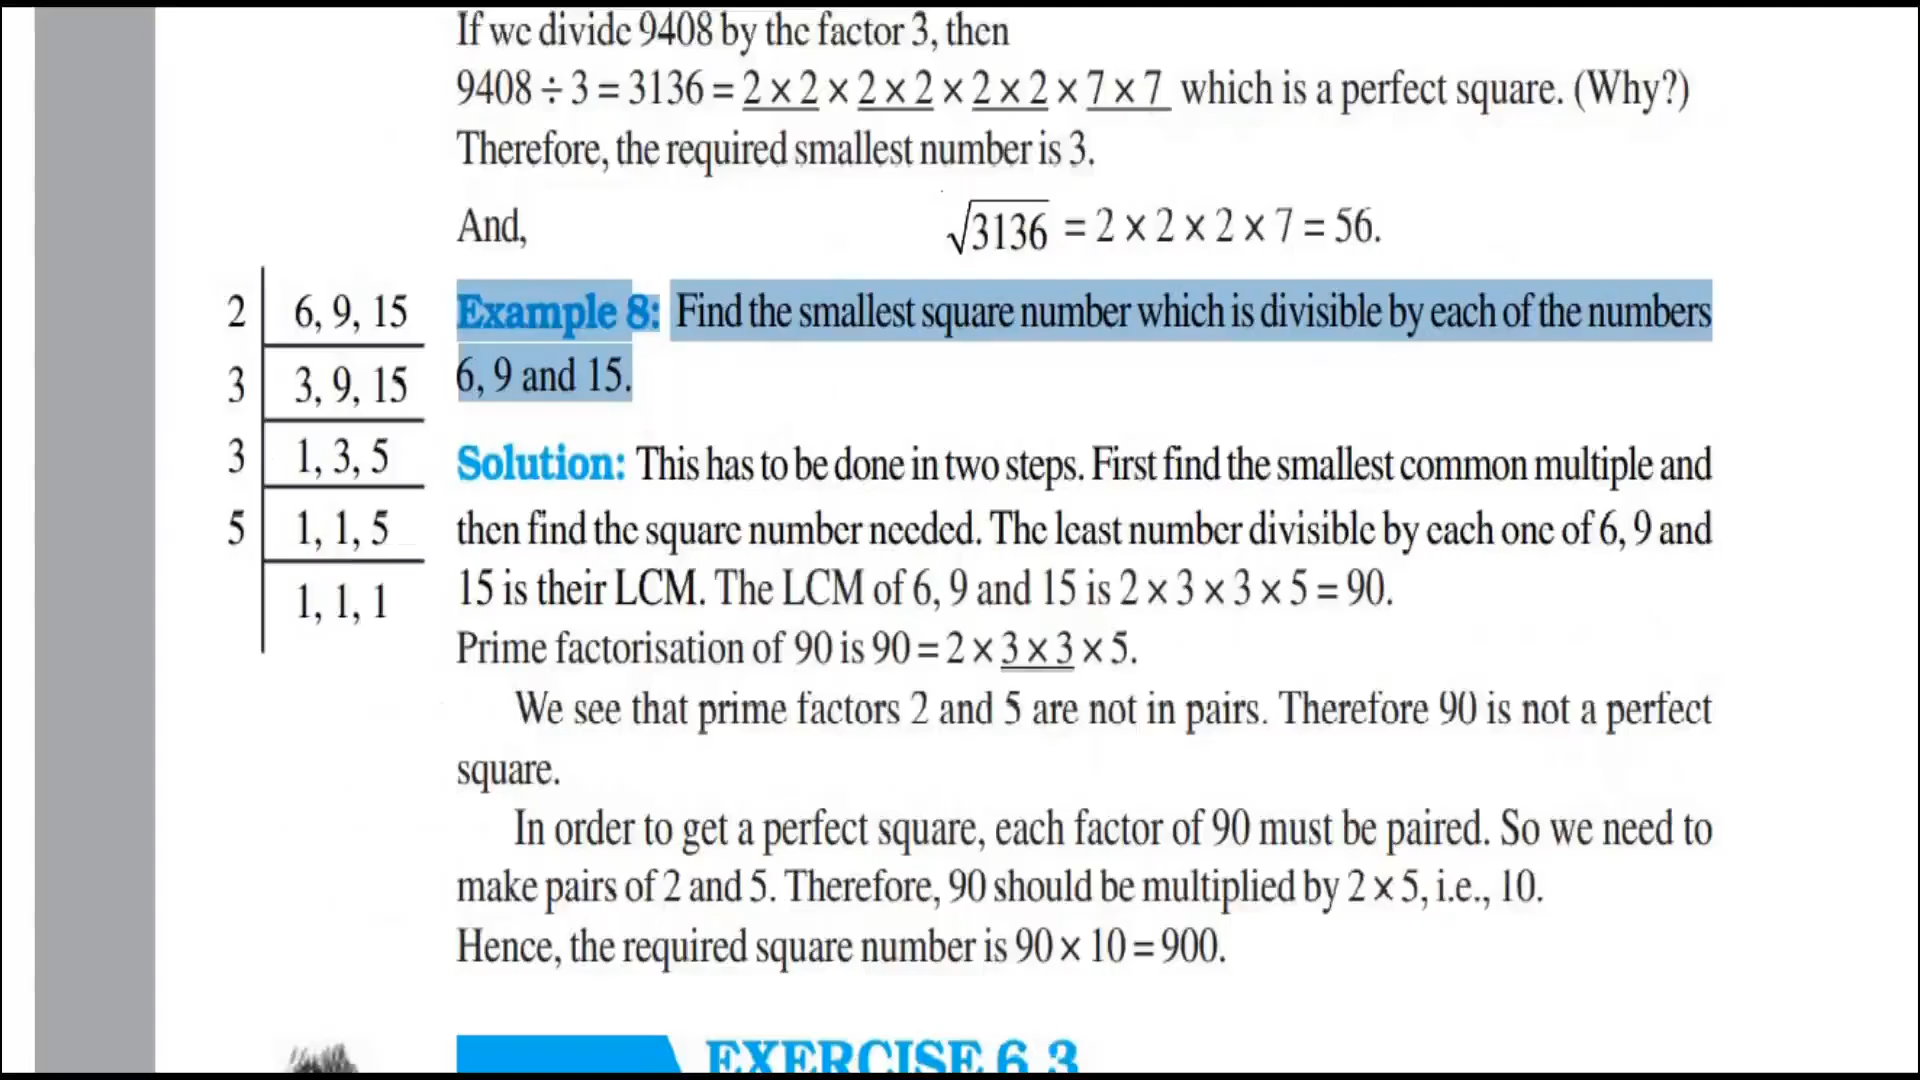 If we divide 9408 by the factor 3, then
9408 ÷ 3 = 3136 = 2 × 2 × 2 × 2 × 2 × 2 × 7 × 7 which is a perfect square. (Why?)
Therefore, the required smallest number is 3.
And, √3136 = 2 × 2 × 2 × 7 = 56.
2 | 6, 9, 15
3 | 3, 9, 15
3 | 1, 3, 5
5 | 1, 1, 5
1, 1, 1
Example 8: Find the smallest square number which is divisible by each of the numbers
6, 9 and 15.
Solution: This has to be done in two steps. First find the smallest common multiple and
then find the square number needed. The least number divisible by each one of 6, 9 and
15 is their LCM. The LCM of 6, 9 and 15 is 2 × 3 × 3 × 5 = 90.
Prime factorisation of 90 is 90 = 2 × 3 × 3 × 5.
We see that prime factors 2 and 5 are not in pairs. Therefore 90 is not a perfect
square.
In order to get a perfect square, each factor of 90 must be paired. So we need to
make pairs of 2 and 5. Therefore, 90 should be multiplied by 2 × 5, i.e., 10.
Hence, the required square number is 90 × 10 = 900.
EXERCISE 6.3